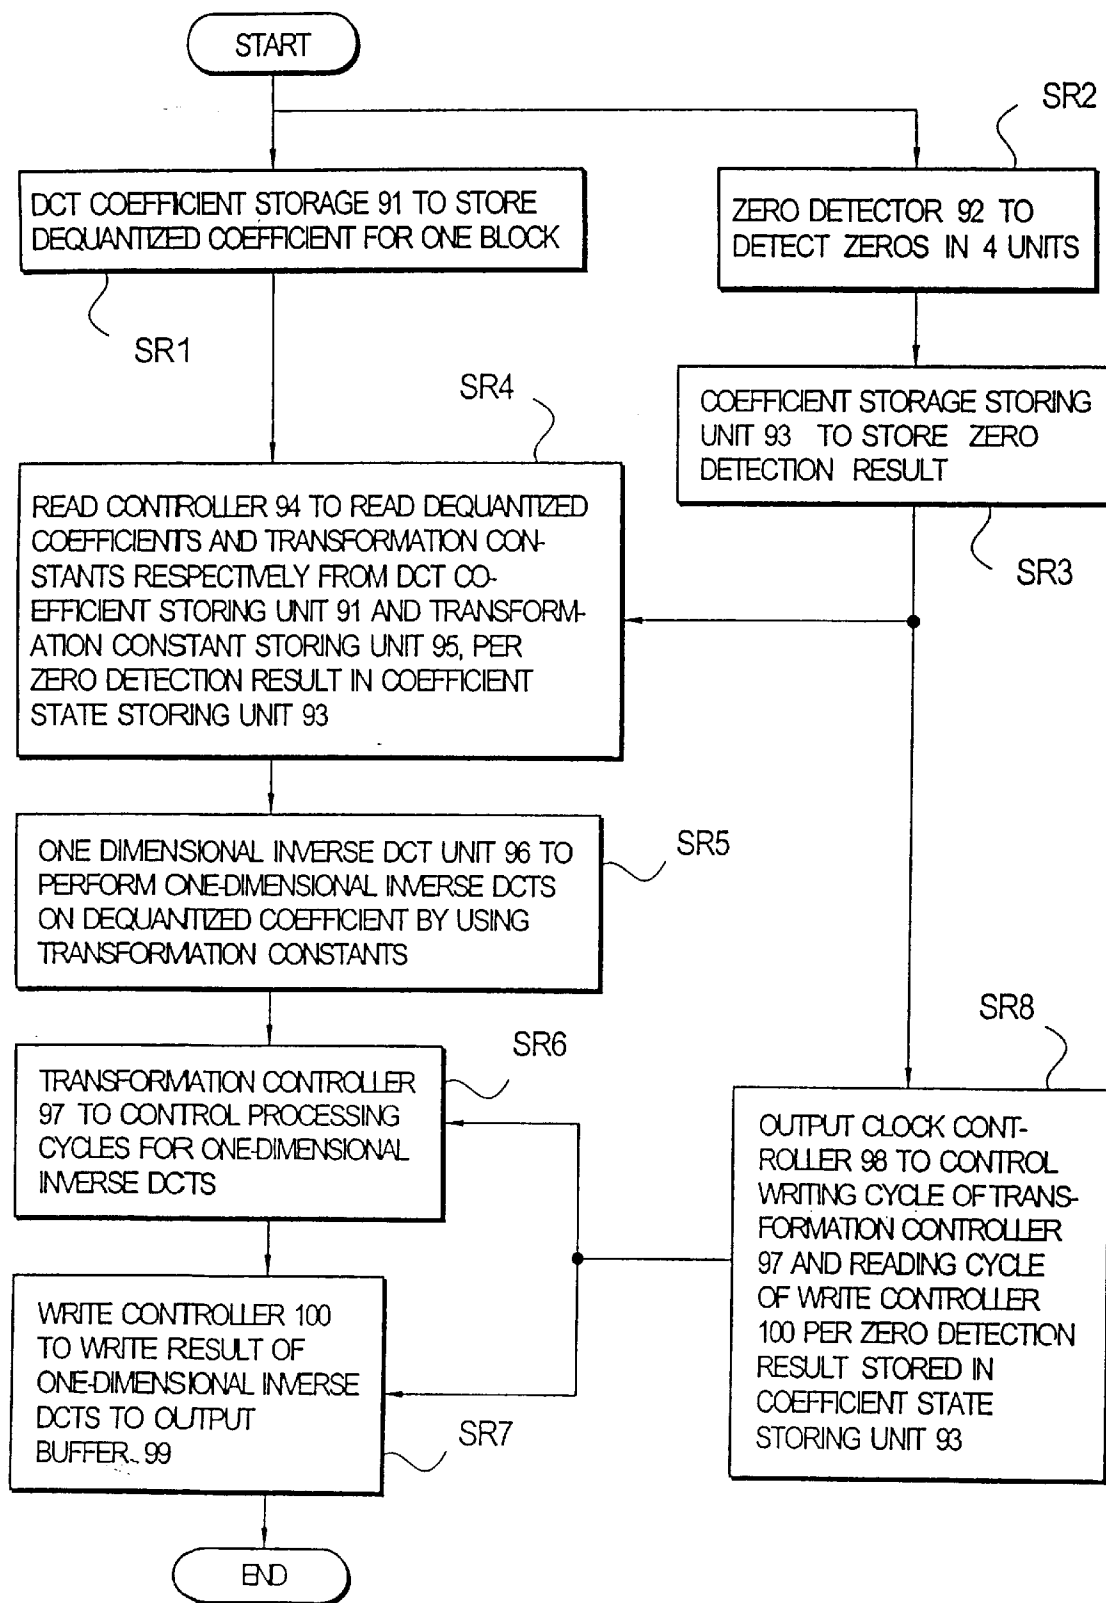 START
SR2
DCT COEFFICIENT STORAGE 91 TO STORE
DEQUANTIZED COEFFICIENT FOR ONE BLOCK
ZERO DETECTOR 92 TO
DETECT ZEROS IN 4 UNITS
SR1
SR4
COEFFICIENT STORAGE STORING
UNIT 93 TO STORE ZERO
DETECTION RESULT
READ CONTROLLER 94 TO READ DEQUANTIZED
COEFFICIENTS AND TRANSFORMATION CON-
STANTS RESPECTIVELY FROM DCT CO-
EFFICIENT STORING UNIT 91 AND TRANSFORM-
ATION CONSTANT STORING UNIT 95, PER
ZERO DETECTION RESULT IN COEFFICIENT
STATE STORING UNIT 93
SR3
ONE DIMENSIONAL INVERSE DCT UNIT 96 TO
PERFORM ONE-DIMENSIONAL INVERSE DCTS
ON DEQUANTIZED COEFFICIENT BY USING
TRANSFORMATION CONSTANTS
SR5
SR6
SR8
TRANSFORMATION CONTROLLER
97 TO CONTROL PROCESSING
CYCLES FOR ONE-DIMENSIONAL
INVERSE DCTS
OUTPUT CLOCK CONT-
ROLLER 98 TO CONTROL
WRITING CYCLE OF TRANS-
FORMATION CONTROLLER
97 AND READING CYCLE
OF WRITE CONTROLLER
100 PER ZERO DETECTION
RESULT STORED IN
COEFFICIENT STATE
STORING UNIT 93
WRITE CONTROLLER 100
TO WRITE RESULT OF
ONE-DIMENSIONAL INVERSE
DCTS TO OUTPUT
BUFFER 99
SR7
END